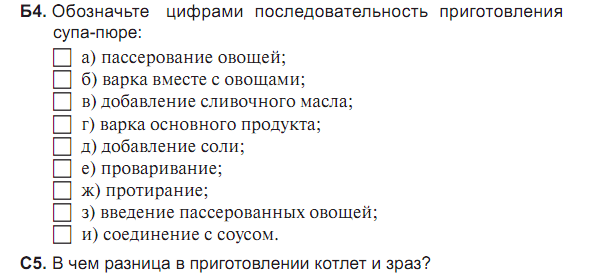 Б4. Обозначьте цифрами последовательность приготовления
супа-пюре:
а) пассерование овощей;
б) варка вместе с овощами;
в) добавление сливочного масла;
г) варка основного продукта;
д) добавление соли;
е) проваривание;
ж) протирание;
з) введение пассерованных овощей;
и) соединение с соусом.
С5. В чем разница в приготовлении котлет и зраз?